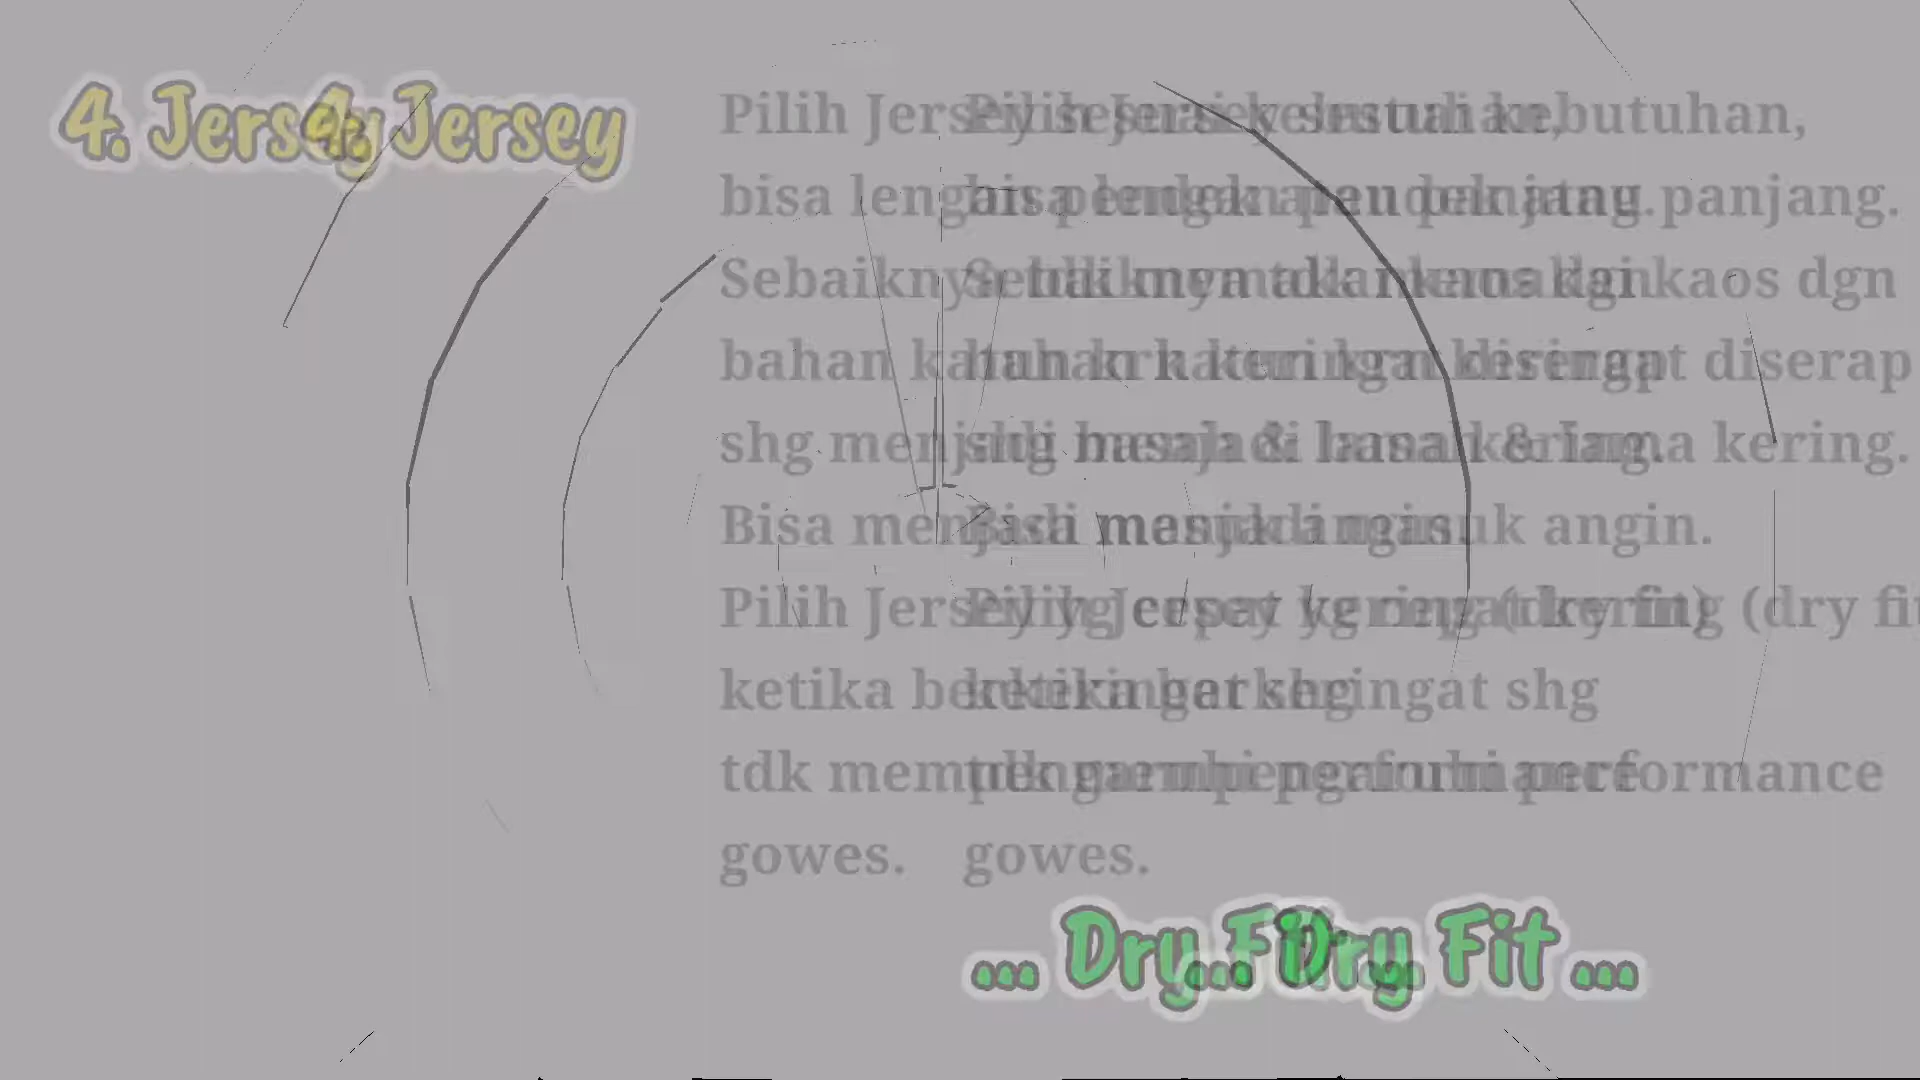 4. Jersey
Pilih Jersey sesuai kebutuhan,
bisa lengan pendek atau panjang.
Sebaiknya tdk memakai kaos dgn
bahan katun krn keringat diserap
shg menjadi basah & lama kering.
Bisa menjadi masuk angin.
Pilih Jersey yg cepat kering (dry fit)
ketika berkeringat shg
tdk mempengaruhi performance
gowes.
... Dry Fit ...